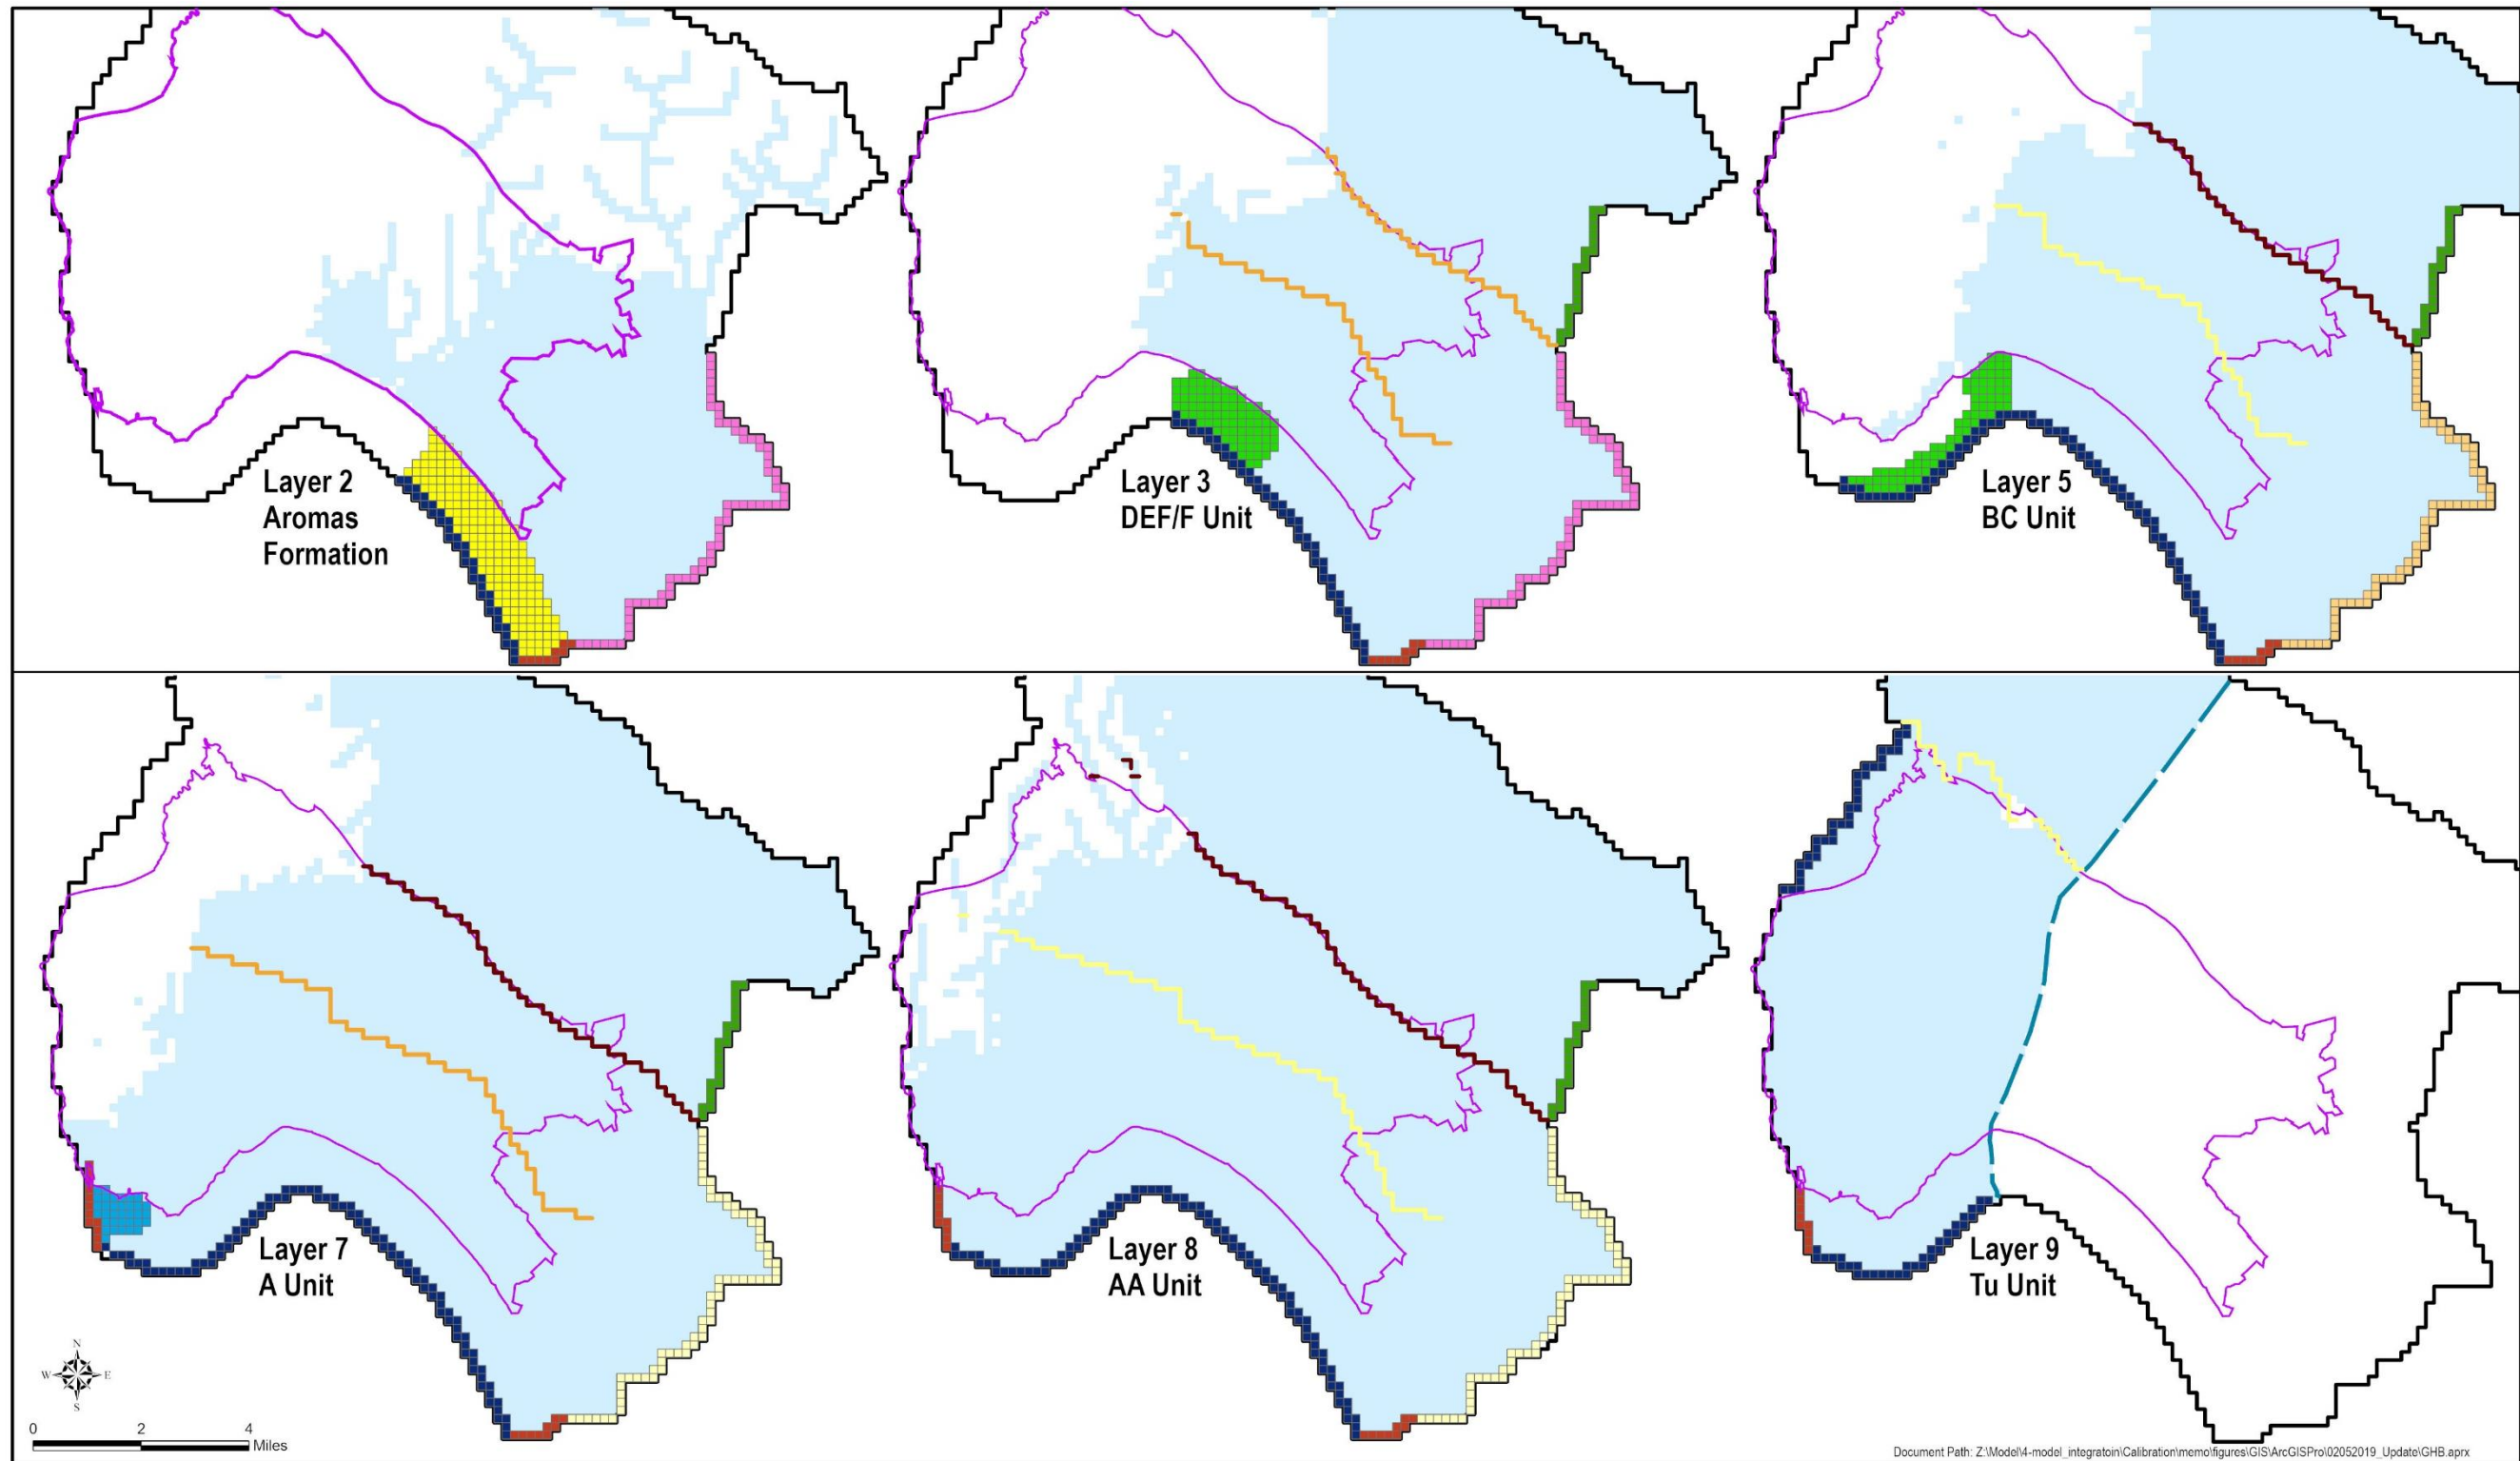 Layer 2
Aromas
Formation
Layer 3
DEF/F Unit
Layer 5
BC Unit
Layer 7
A Unit
Layer 8
AA Unit
Layer 9
Tu Unit
N
W E
S
0 2 4
Miles
Document Path: Z:\Model\4-model_integratoin\Calibration\memo\figures\GIS\ArcGISPro\02052019_Update\GHB.aprx